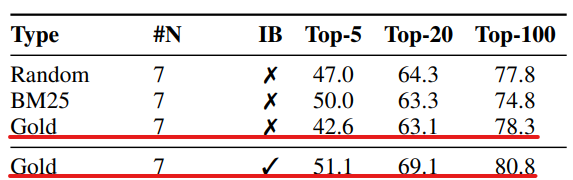 Type #N IB Top-5 Top-20 Top-100
Random 7 ✗ 47.0 64.3 77.8
BM25 7 ✗ 50.0 63.3 74.8
Gold 7 ✗ 42.6 63.1 78.3
Gold 7 ✓ 51.1 69.1 80.8